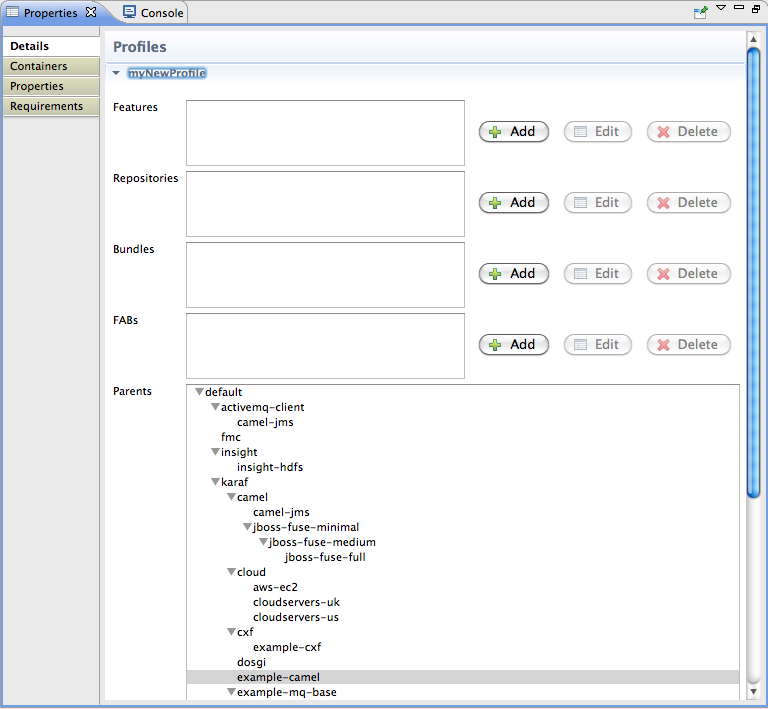 Properties Console
Details
Containers
Properties
Requirements
Profiles
myNewProfile
Features Add Edit Delete
Repositories Add Edit Delete
Bundles Add Edit Delete
FABs Add Edit Delete
Parents
default
activemq-client
camel-jms
fmc
insight
insight-hdfs
karaf
camel
camel-jms
jboss-fuse-minimal
jboss-fuse-medium
jboss-fuse-full
cloud
aws-ec2
cloudservers-uk
cloudservers-us
cxf
example-cxf
dosgi
example-camel
example-mq-base